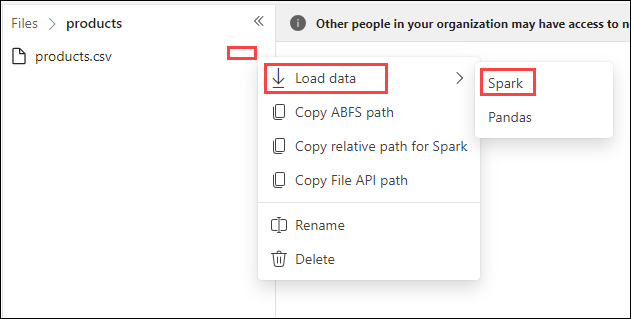 Files > products
Other people in your organization may have access to n
products.csv
Load data
Spark
Copy ABFS path
Pandas
Copy relative path for Spark
Copy File API path
Rename
Delete